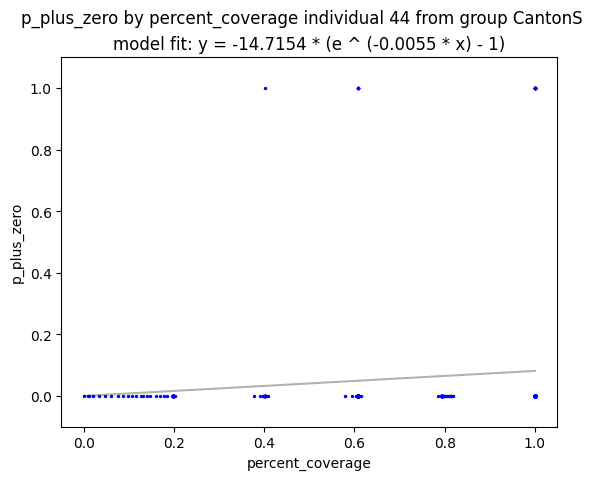 p_plus_zero by percent_coverage individual 44 from group CantonS
model fit: y = -14.7154 * (e ^ (-0.0055 * x) - 1)
1.0
0.8
0.6
0.4
0.2
0.0
p_plus_zero
0.0 0.2 0.4 0.6 0.8 1.0
percent_coverage